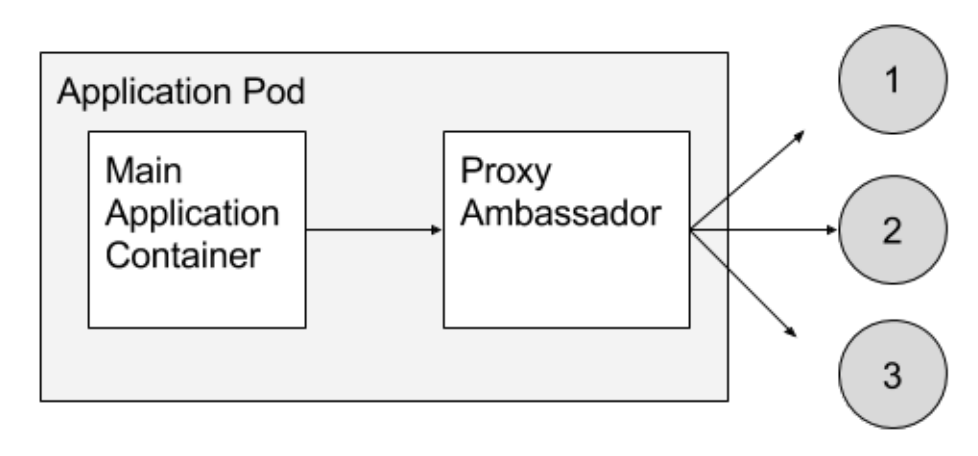 Application Pod
Main
Application
Container
Proxy
Ambassador
1
2
3